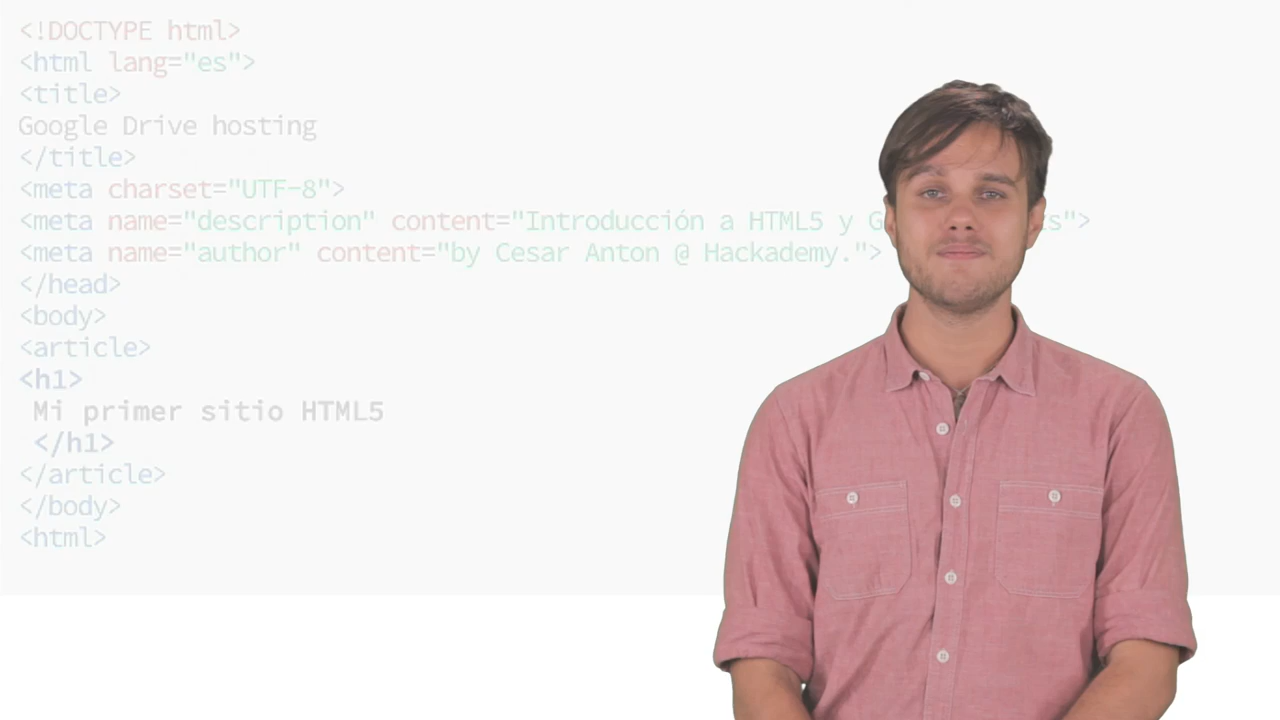 <!DOCTYPE html>
<html lang="es">
<title>
Google Drive hosting
</title>
<meta charset="UTF-8">
<meta name="description" content="Introducción a HTML5 y
<meta name="author" content="by Cesar Anton @ Hackademy.">
</head>
<body>
<article>
<h1>
Mi primer sitio HTML5
</h1>
</article>
</body>
<html>